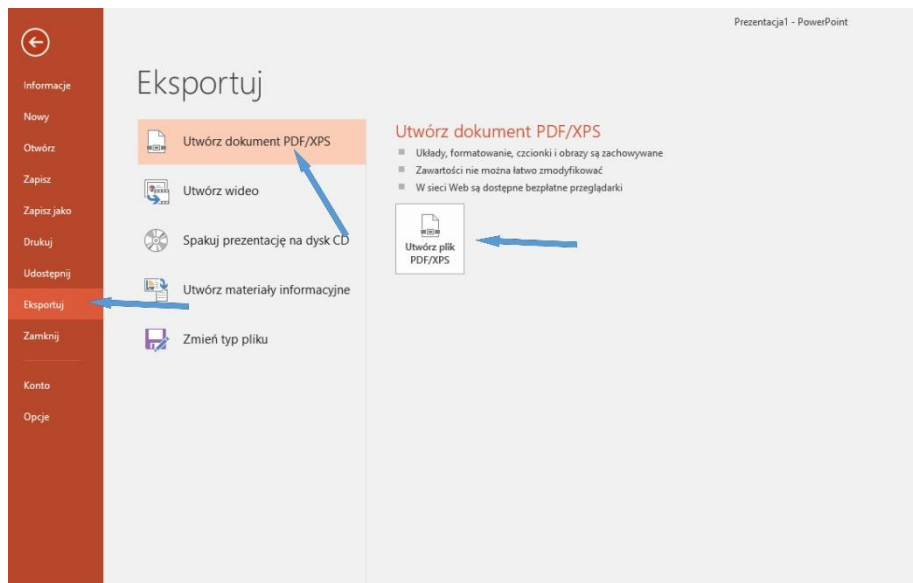 Prezentacja1 - PowerPoint
Informacje
Nowy
Otwórz
Zapisz
Zapisz jako
Drukuj
Udostępnij
Eksportuj
Zamknij
Konto
Opcje
Eksportuj
Utwórz dokument PDF/XPS
Utwórz wideo
Spakuj prezentację na dysk CD
Utwórz materiały informacyjne
Zmień typ pliku
Utwórz dokument PDF/XPS
Układy, formatowanie, czcionki i obrazy są zachowywane
Zawartości nie można łatwo zmodyfikować
W sieci Web są dostępne bezpłatne przeglądarki
Utwórz plik
PDF/XPS